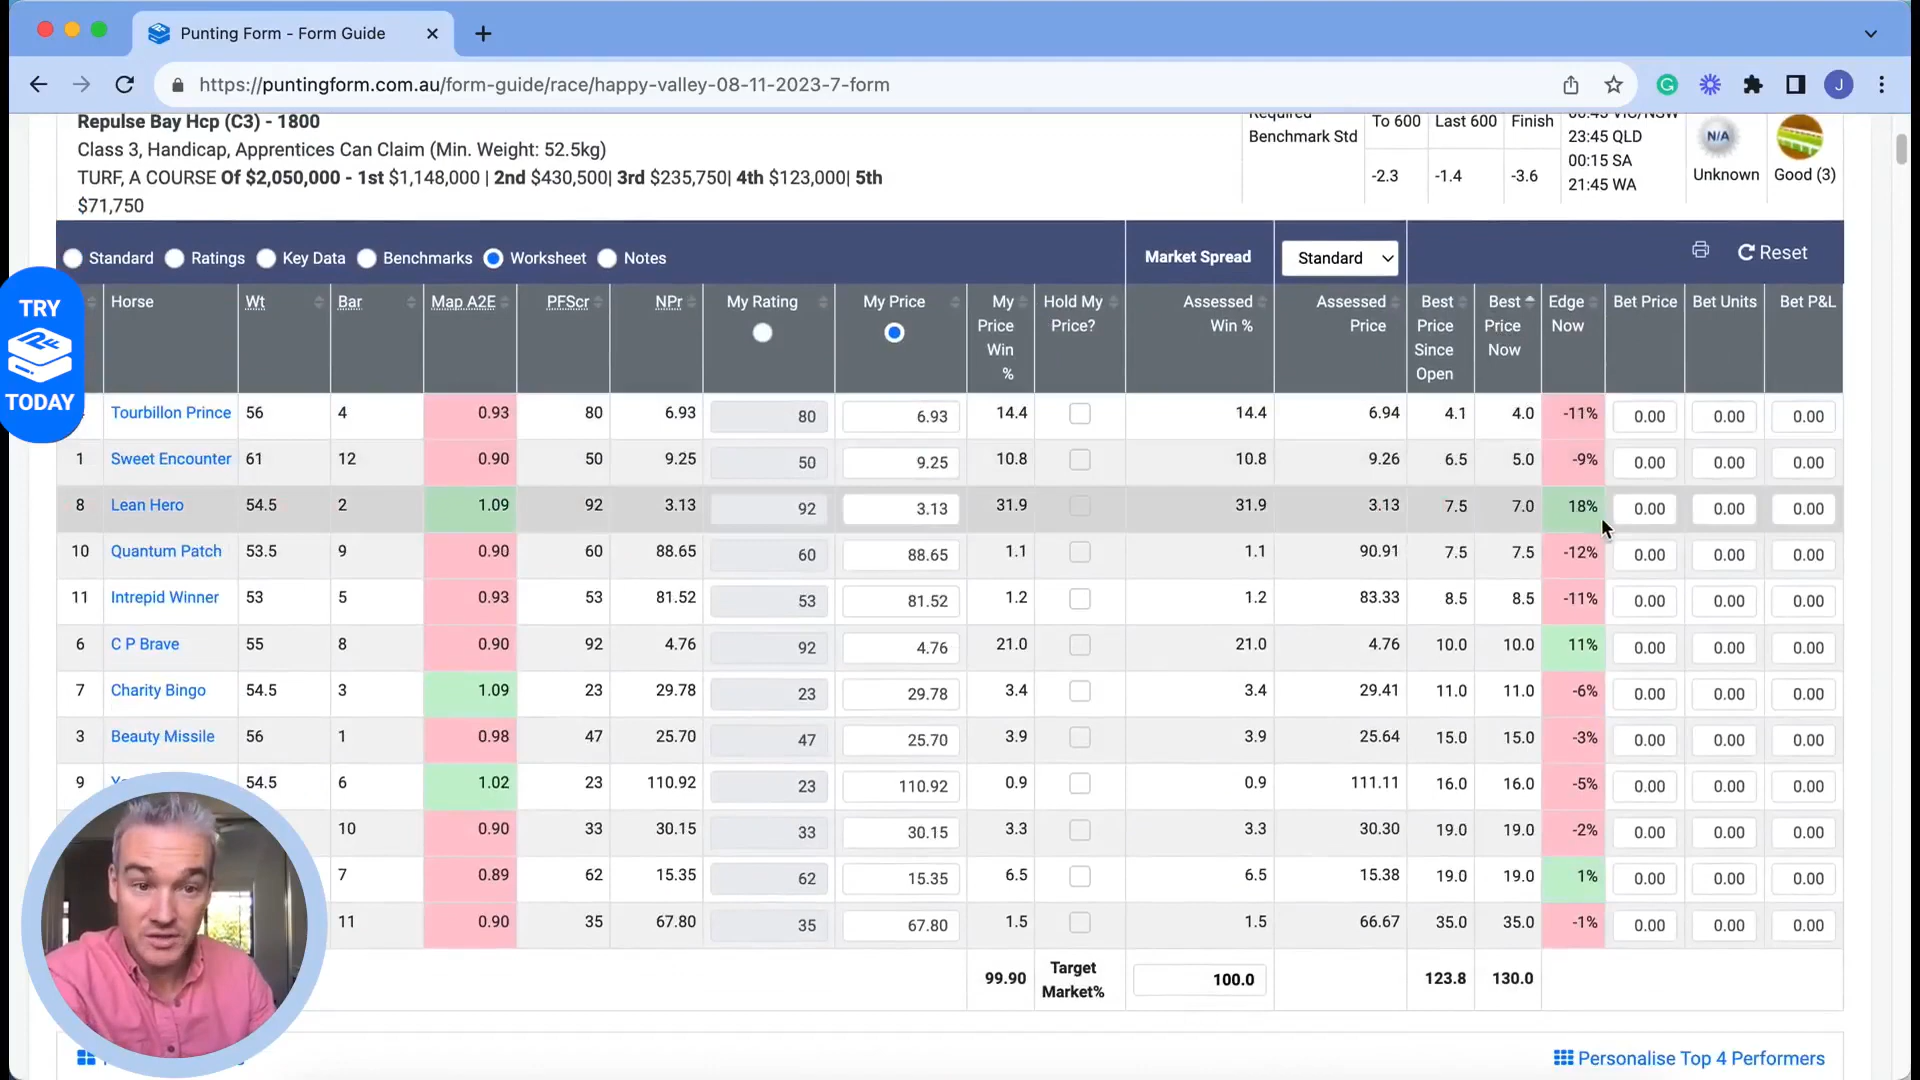 Punting Form - Form Guide
https://puntingform.com.au/form-guide/race/happy-valley-08-11-2023-7-form
G J
Repulse Bay Hcp (C3) - 1800
Class 3, Handicap, Apprentices Can Claim (Min. Weight: 52.5kg)
TURF, A COURSE Of $2,050,000 - 1st $1,148,000 | 2nd $430,500| 3rd $235,750| 4th $123,000| 5th
$71,750
Required
Benchmark Std
To 600 Last 600 Finish
-2.3 -1.4 -3.6
00:45 VIC/NSW
23:45 QLD
00:15 SA
21:45 WA
N/A
Unknown Good (3)
Standard Ratings Key Data Benchmarks Worksheet Notes Market Spread Standard Reset
TRY
TODAY
Horse Wt Bar Map A2E PFScr NPr My Rating My Price
My
Price
Win
%
Hold My
Price?
Assessed
Win %
Assessed
Price
Best
Price
Since
Open
Best
Price
Now
Edge
Now
Bet Price Bet Units Bet P&L
Tourbillon Prince 56 4 0.93 80 6.93 80 6.93 14.4 14.4 6.94 4.1 4.0 -11% 0.00 0.00 0.00
1 Sweet Encounter 61 12 0.90 50 9.25 50 9.25 10.8 10.8 9.26 6.5 5.0 -9% 0.00 0.00 0.00
8 Lean Hero 54.5 2 1.09 92 3.13 92 3.13 31.9 31.9 3.13 7.5 7.0 18% 0.00 0.00 0.00
10 Quantum Patch 53.5 9 0.90 60 88.65 60 88.65 1.1 1.1 90.91 7.5 7.5 -12% 0.00 0.00 0.00
11 Intrepid Winner 53 5 0.93 53 81.52 53 81.52 1.2 1.2 83.33 8.5 8.5 -11% 0.00 0.00 0.00
6 C P Brave 55 8 0.90 92 4.76 92 4.76 21.0 21.0 4.76 10.0 10.0 11% 0.00 0.00 0.00
7 Charity Bingo 54.5 3 1.09 23 29.78 23 29.78 3.4 3.4 29.41 11.0 11.0 -6% 0.00 0.00 0.00
3 Beauty Missile 56 1 0.98 47 25.70 47 25.70 3.9 3.9 25.64 15.0 15.0 -3% 0.00 0.00 0.00
9 54.5 6 1.02 23 110.92 23 110.92 0.9 0.9 111.11 16.0 16.0 -5% 0.00 0.00 0.00
10 0.90 33 30.15 33 30.15 3.3 3.3 30.30 19.0 19.0 -2% 0.00 0.00 0.00
7 0.89 62 15.35 62 15.35 6.5 6.5 15.38 19.0 19.0 1% 0.00 0.00 0.00
11 0.90 35 67.80 35 67.80 1.5 1.5 66.67 35.0 35.0 -1% 0.00 0.00 0.00
99.90
Target
Market%
100.0 123.8 130.0
Personalise Top 4 Performers